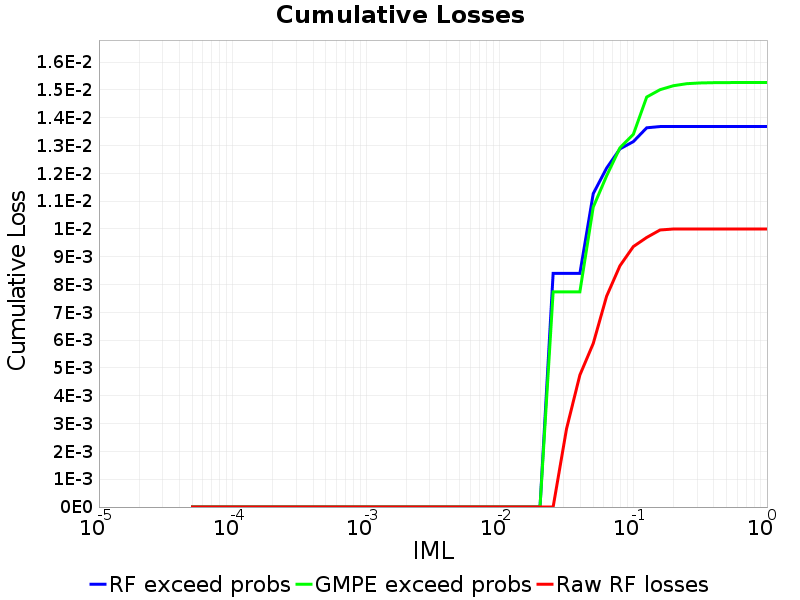 Cumulative Losses
1.6E-2
1.5E-2
1.4E-2
1.3E-2
1.2E-2
1.1E-2
1E-2
9E-3
8E-3
7E-3
6E-3
5E-3
4E-3
3E-3
2E-3
1E-3
0E0
Cumulative Loss
10^-5 10^-4 10^-3 10^-2 10^-1 10^0
IML
RF exceed probs GMPE exceed probs Raw RF losses